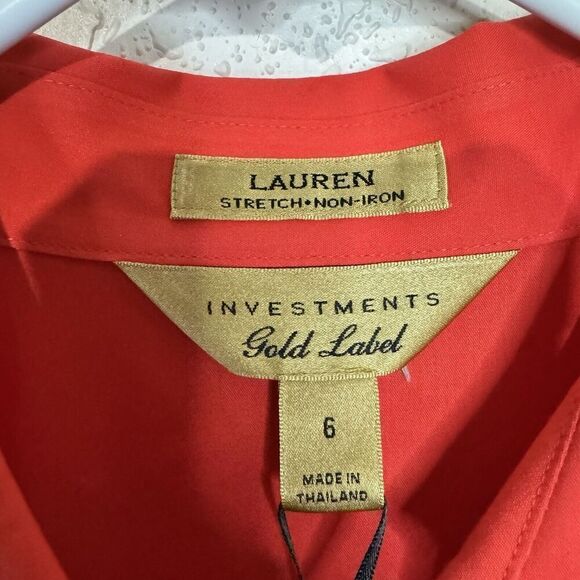 LAUREN
STRETCH•NON-IRON
INVESTMENTS
Gold Label
6
MADE IN
THAILAND